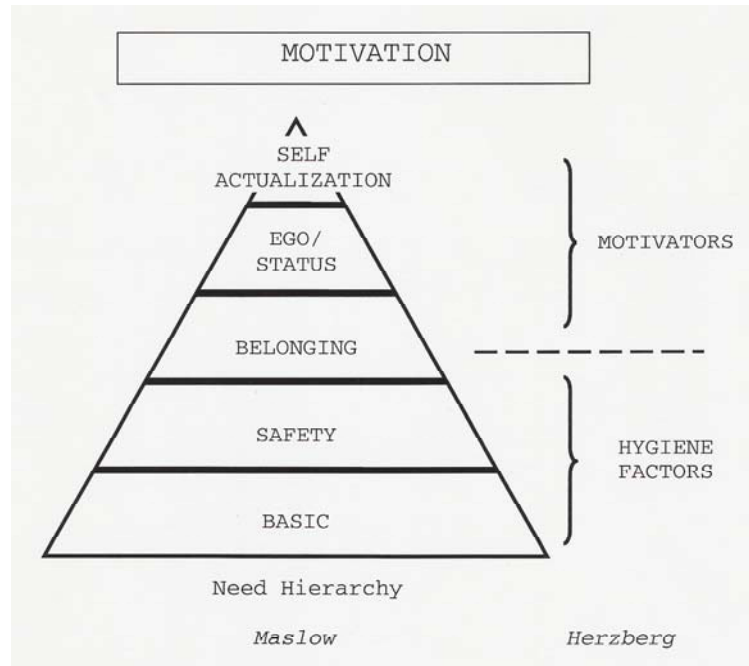 MOTIVATION
SELF
ACTUALIZATION
EGO/
STATUS
MOTIVATORS
BELONGING
SAFETY
HYGIENE
FACTORS
BASIC
Need Hierarchy
Maslow
Herzberg